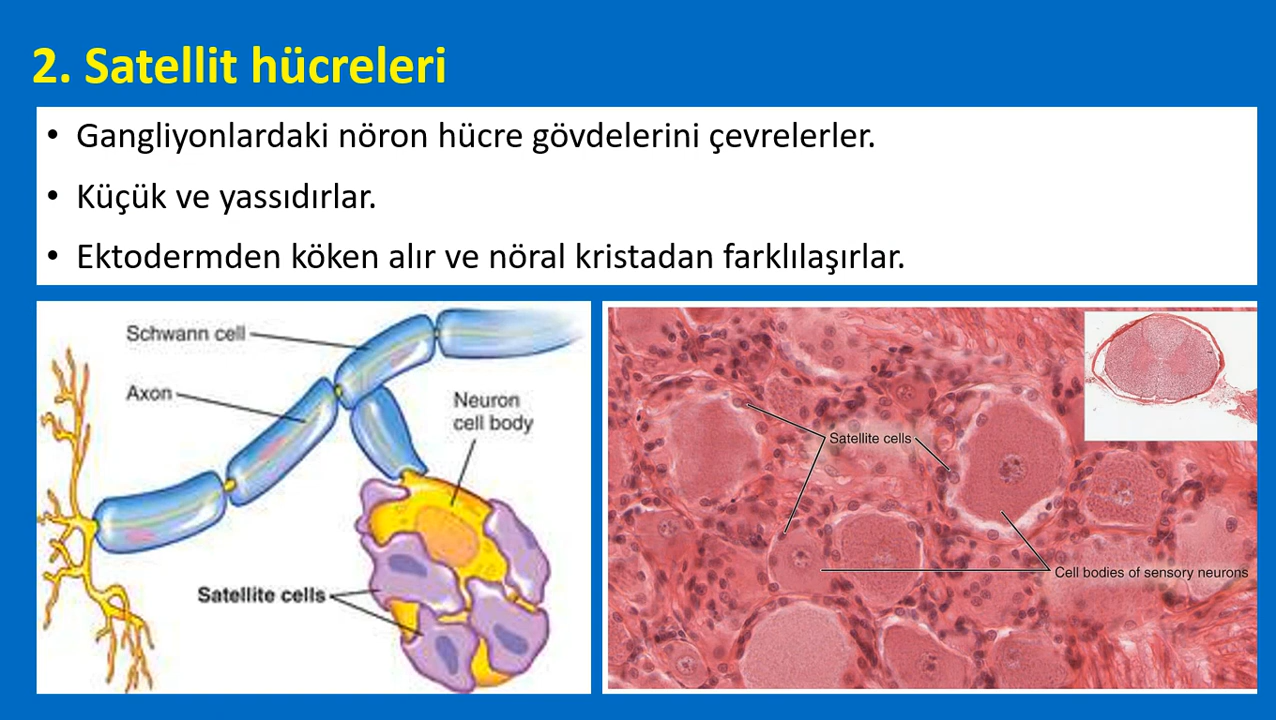 2. Satellit hücreleri
• Gangliyonlardaki nöron hücre gövdelerini çevrelerler.
• Küçük ve yassıdırlar.
• Ektodermden köken alır ve nöral kristadan farklılaşırlar.
Schwann cell
Axon
Neuron
cell body
Satellite cells
Satellite cells
Cell bodies of sensory neurons